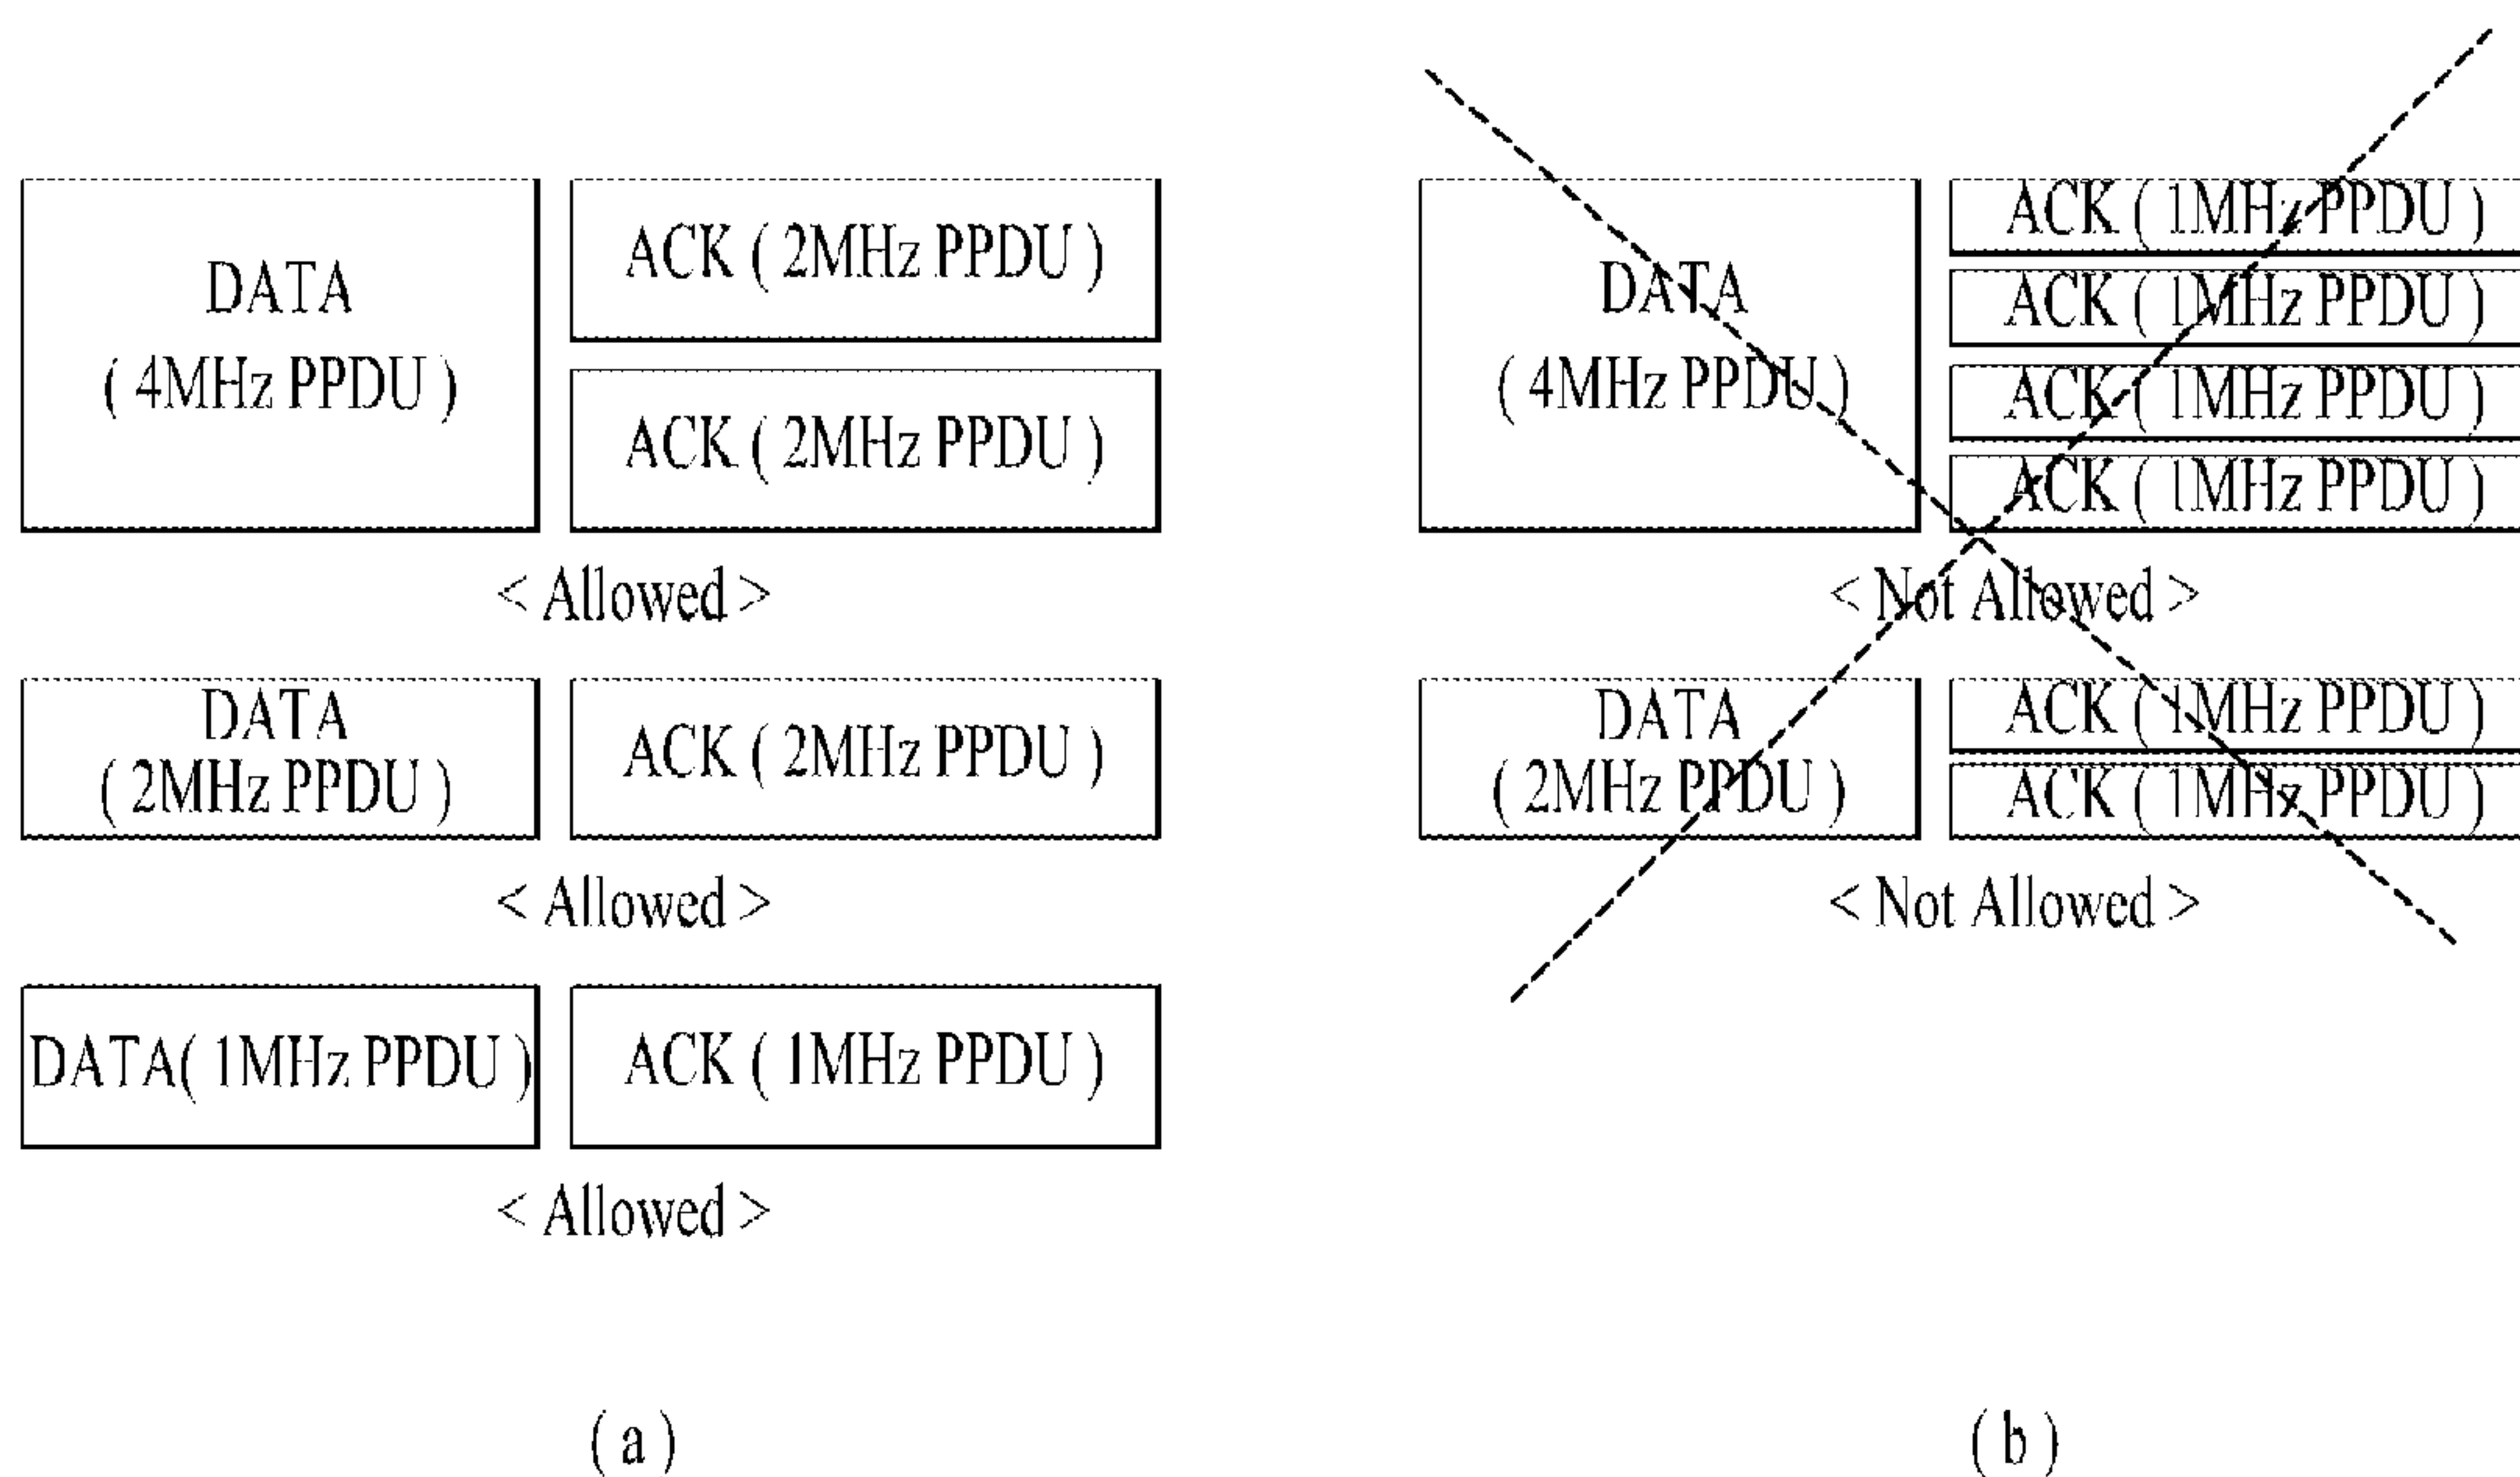 DATA
( 4MHz PPDU )
ACK ( 2MHz PPDU )
ACK ( 2MHz PPDU )
< Allowed >
DATA
( 2MHz PPDU )
ACK ( 2MHz PPDU )
< Allowed >
DATA( 1MHz PPDU )
ACK ( 1MHz PPDU )
< Allowed >
( a )
DATA
( 4MHz PPDU )
ACK ( 1MHz PPDU )
ACK ( 1MHz PPDU )
ACK ( 1MHz PPDU )
ACK ( 1MHz PPDU )
< Not Allowed >
DATA
( 2MHz PPDU )
ACK ( 1MHz PPDU )
ACK ( 1MHz PPDU )
< Not Allowed >
( b )